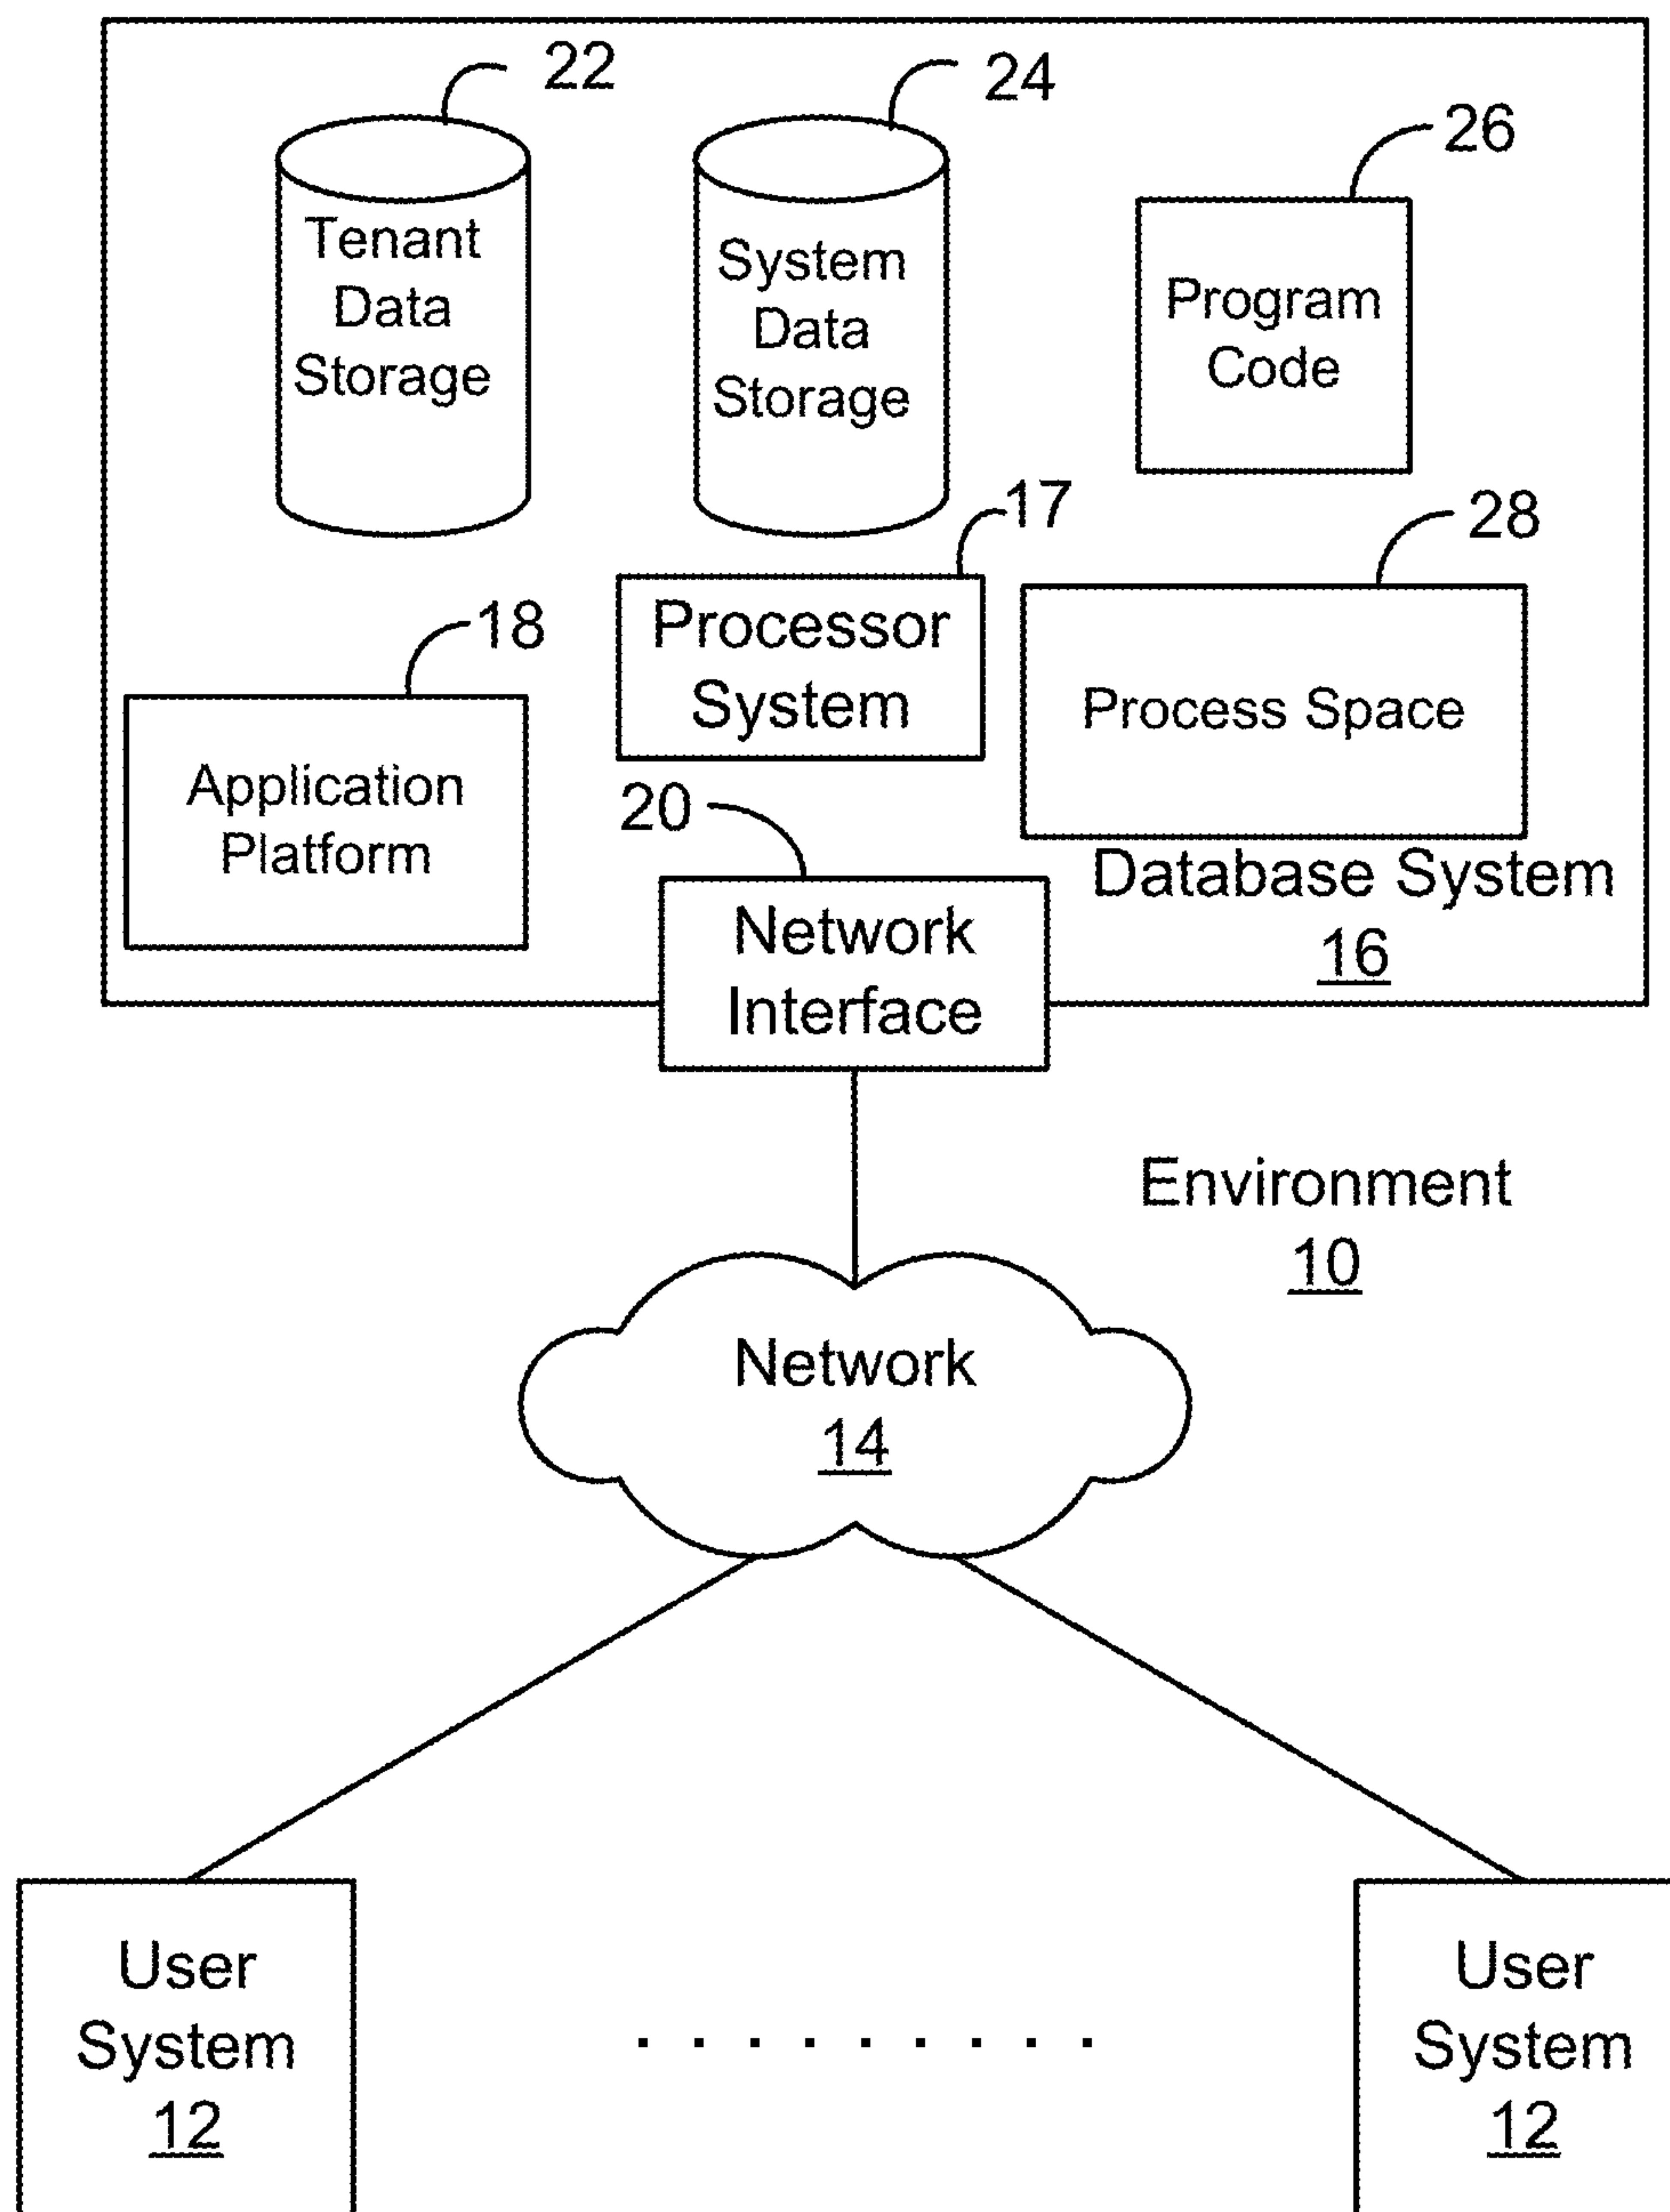 22
24
26
Tenant
Data
Storage
System
Data
Storage
Program
Code
17
28
18
Processor
System
Process Space
Application
Platform
20
Database System
16
Network
Interface
Environment
10
Network
14
User
System
12
. . . . . . . . .
User
System
12